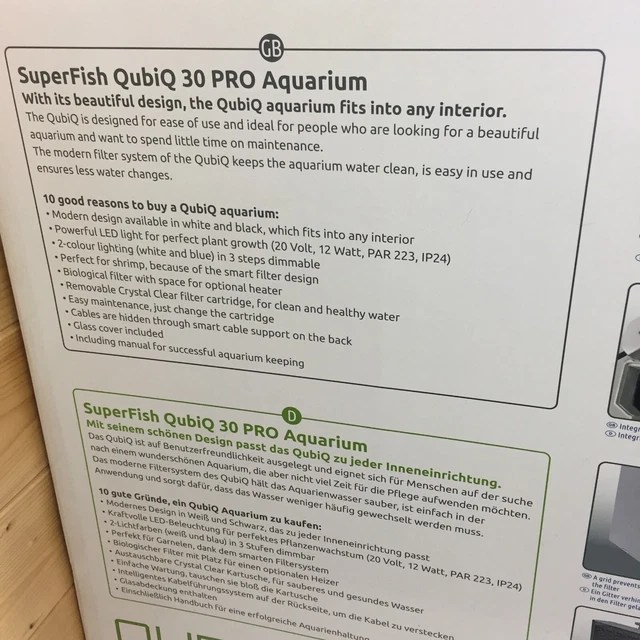 GB
SuperFish QubiQ 30 PRO Aquarium
With its beautiful design, the QubiQ aquarium fits into any interior.
The QubiQ is designed for ease of use and ideal for people who are looking for a beautiful
aquarium and want to spend little time on maintenance.
The modern filter system of the QubiQ keeps the aquarium water clean, is easy in use and
ensures less water changes.
10 good reasons to buy a QubiQ aquarium:
• Modern design available in white and black, which fits into any interior
• Powerful LED light for perfect plant growth (20 Volt, 12 Watt, PAR 223, IP24)
• 2-colour lighting (white and blue) in 3 steps dimmable
• Perfect for shrimp, because of the smart filter design
• Biological filter with space for optional heater
• Removable Crystal Clear filter cartridge, for clean and healthy water
• Easy maintenance, just change the cartridge
• Cables are hidden through smart cable support on the back
• Glass cover included
• Including manual for successful aquarium keeping
D
SuperFish QubiQ 30 PRO Aquarium
Mit seinem schönen Design passt das QubiQ zu jeder Inneneinrichtung.
Das QubiQ ist auf Benutzerfreundlichkeit ausgelegt und eignet sich für Menschen auf der suche
nach einem wunderschönen Aquarium, die aber nicht viel Zeit für die Pflege aufwenden möchten.
Das moderne Filtersystem des QubiQ hält das Aquarienwasser sauber, ist einfach in der
Anwendung und sorgt dafür, dass das Wasser weniger häufig gewechselt werden muss.
10 gute Gründe, ein QubiQ Aquarium zu kaufen:
• Modernes Design in Weiß und Schwarz, das zu jeder Inneneinrichtung passt
• Kraftvolle LED-Beleuchtung für perfektes Pflanzenwachstum (20 Volt, 12 Watt, PAR 223, IP24)
• 2-Lichtfarben (weiß und blau) in 3 Stufen dimmbar
• Perfekt für Garnelen, dank dem smarten Filtersystem
• Biologischer Filter mit Platz für einen optionalen Heizer
• Austauschbare Crystal Clear Kartusche, für sauberes und gesundes Wasser
• Einfache Wartung, tauschen sie bloß die Kartusche
• Intelligentes Kabelführungssystem auf der Rückseite, um die Kabel zu verstecken
• Glasabdeckung enthalten
• Einschließlich Handbuch für eine erfolgreiche Aquarienhaltung
GB Integr
D Integri
GB A grid prevents
the filter
D Ein Gitter verhin
in den Filter gel